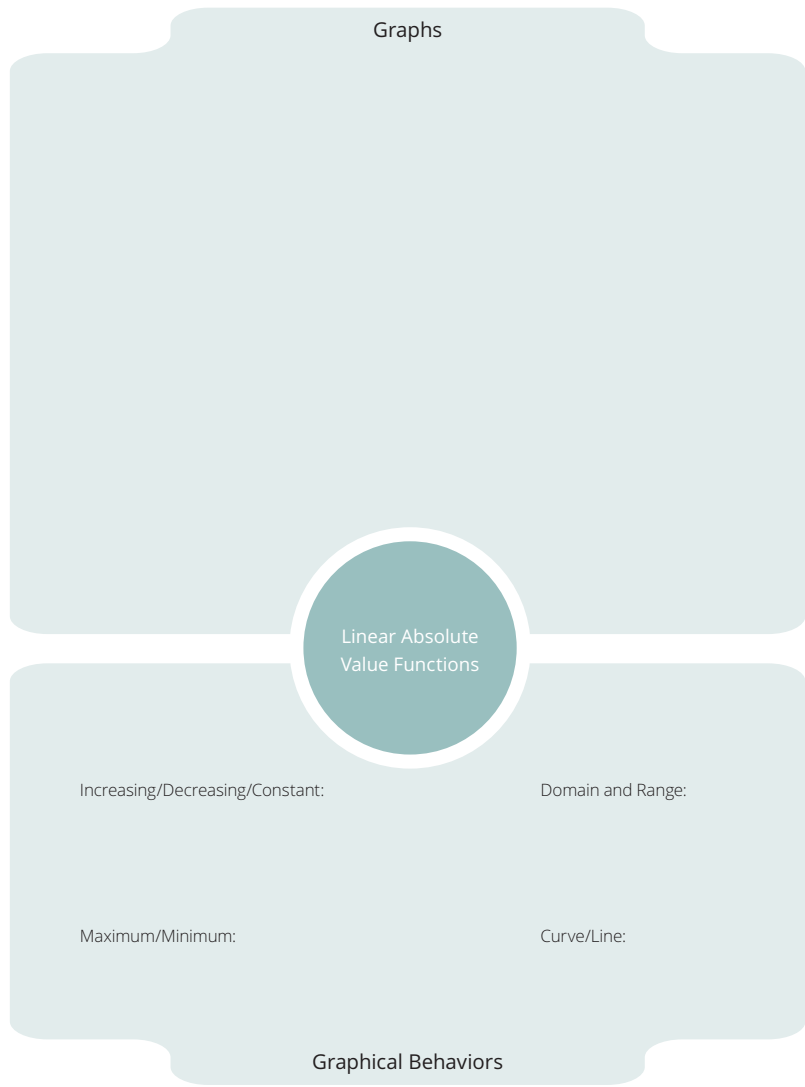 Graphs
Linear Absolute
Value Functions
Increasing/Decreasing/Constant:
Domain and Range:
Maximum/Minimum:
Curve/Line:
Graphical Behaviors